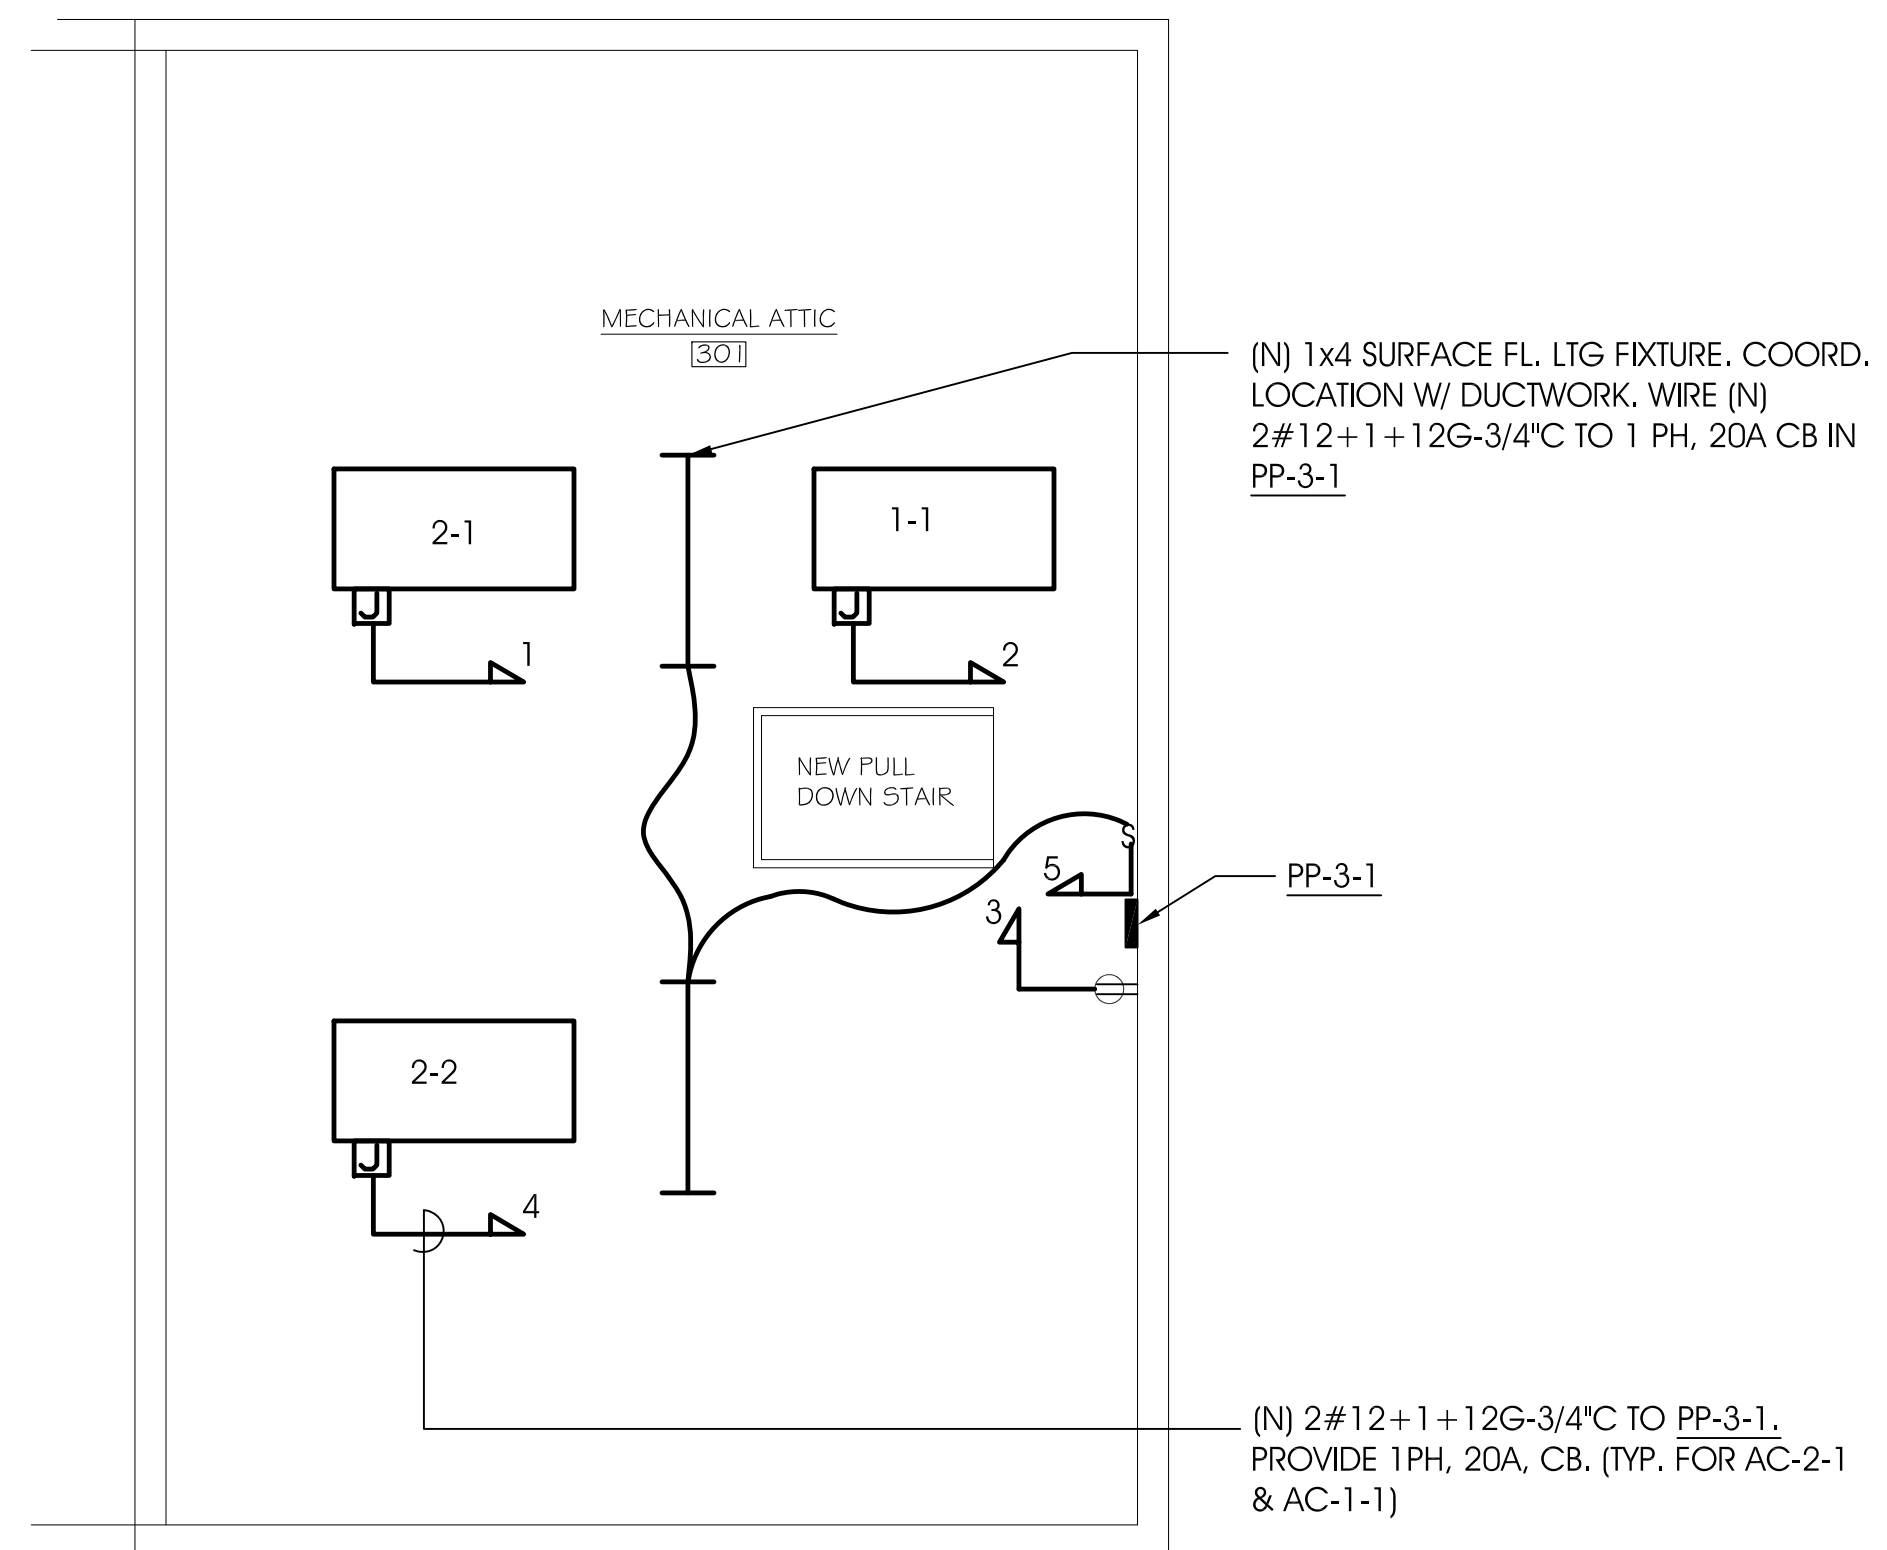 MECHANICAL ATTIC
301
(N) 1x4 SURFACE FL. LTG FIXTURE. COORD.
LOCATION W/ DUCTWORK. WIRE (N)
2#12+1+12G-3/4"C TO 1 PH, 20A CB IN
PP-3-1
2-1
1-1
J
J
1
2
NEW PULL
DOWN STAIR
S
5
PP-3-1
3
2-2
J
4
(N) 2#12+1+12G-3/4"C TO PP-3-1.
PROVIDE 1PH, 20A, CB. (TYP. FOR AC-2-1
& AC-1-1)